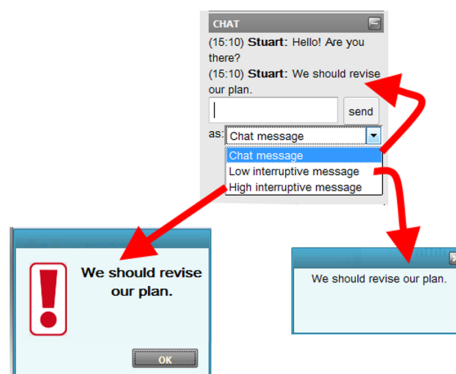 CHAT
(15:10) Stuart: Hello! Are you
there?
(15:10) Stuart: We should revise
our plan.
send
as: Chat message
Chat message
Low interruptive message
High interruptive message
We should revise
our plan.
OK
We should revise our plan.